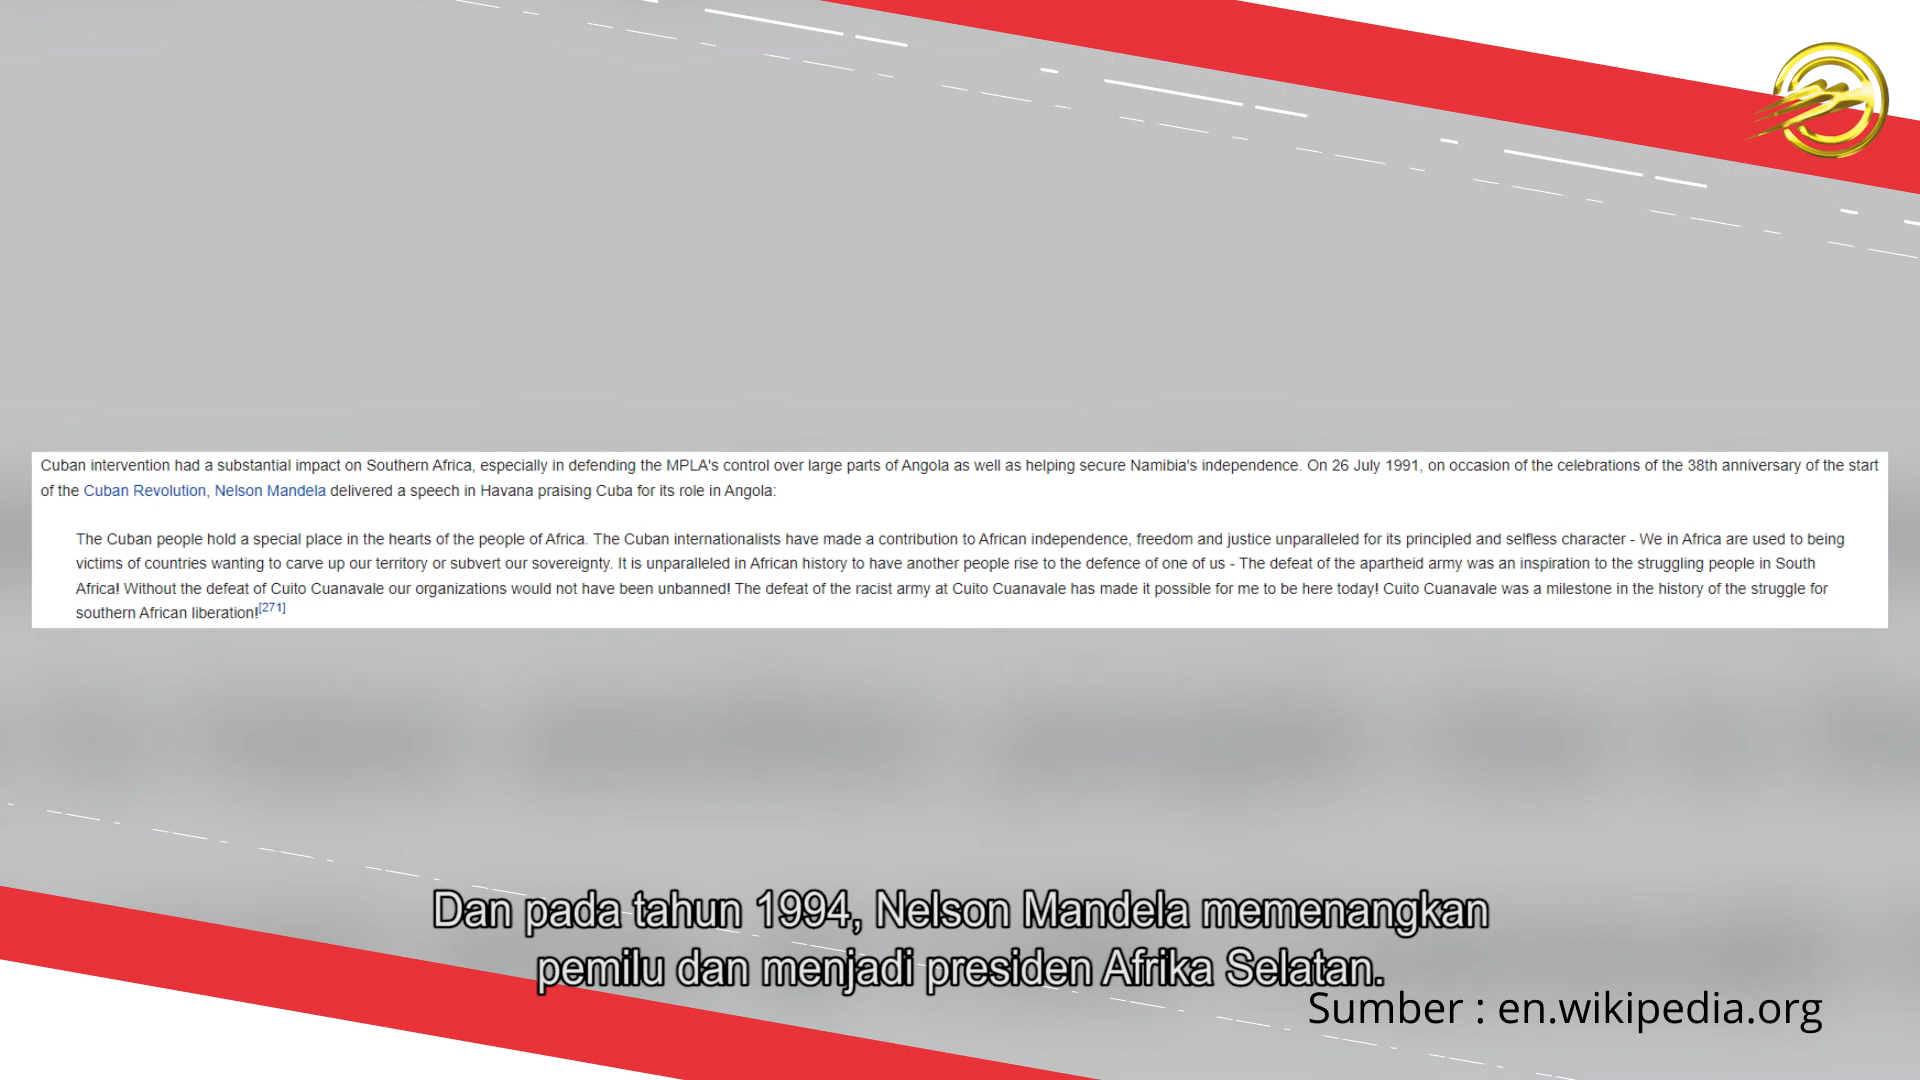 Cuban intervention had a substantial impact on Southern Africa, especially in defending the MPLA's control over large parts of Angola as well as helping secure Namibia's independence. On 26 July 1991, on occasion of the celebrations of the 38th anniversary of the start
of the Cuban Revolution, Nelson Mandela delivered a speech in Havana praising Cuba for its role in Angola:
The Cuban people hold a special place in the hearts of the people of Africa. The Cuban internationalists have made a contribution to African independence, freedom and justice unparalleled for its principled and selfless character - We in Africa are used to being
victims of countries wanting to carve up our territory or subvert our sovereignty. It is unparalleled in African history to have another people rise to the defence of one of us - The defeat of the apartheid army was an inspiration to the struggling people in South
Africa! Without the defeat of Cuito Cuanavale our organizations would not have been unbanned! The defeat of the racist army at Cuito Cuanavale has made it possible for me to be here today! Cuito Cuanavale was a milestone in the history of the struggle for
southern African liberation![271]
Dan pada tahun 1994, Nelson Mandela memenangkan
pemilu dan menjadi presiden Afrika Selatan.
Sumber : en.wikipedia.org